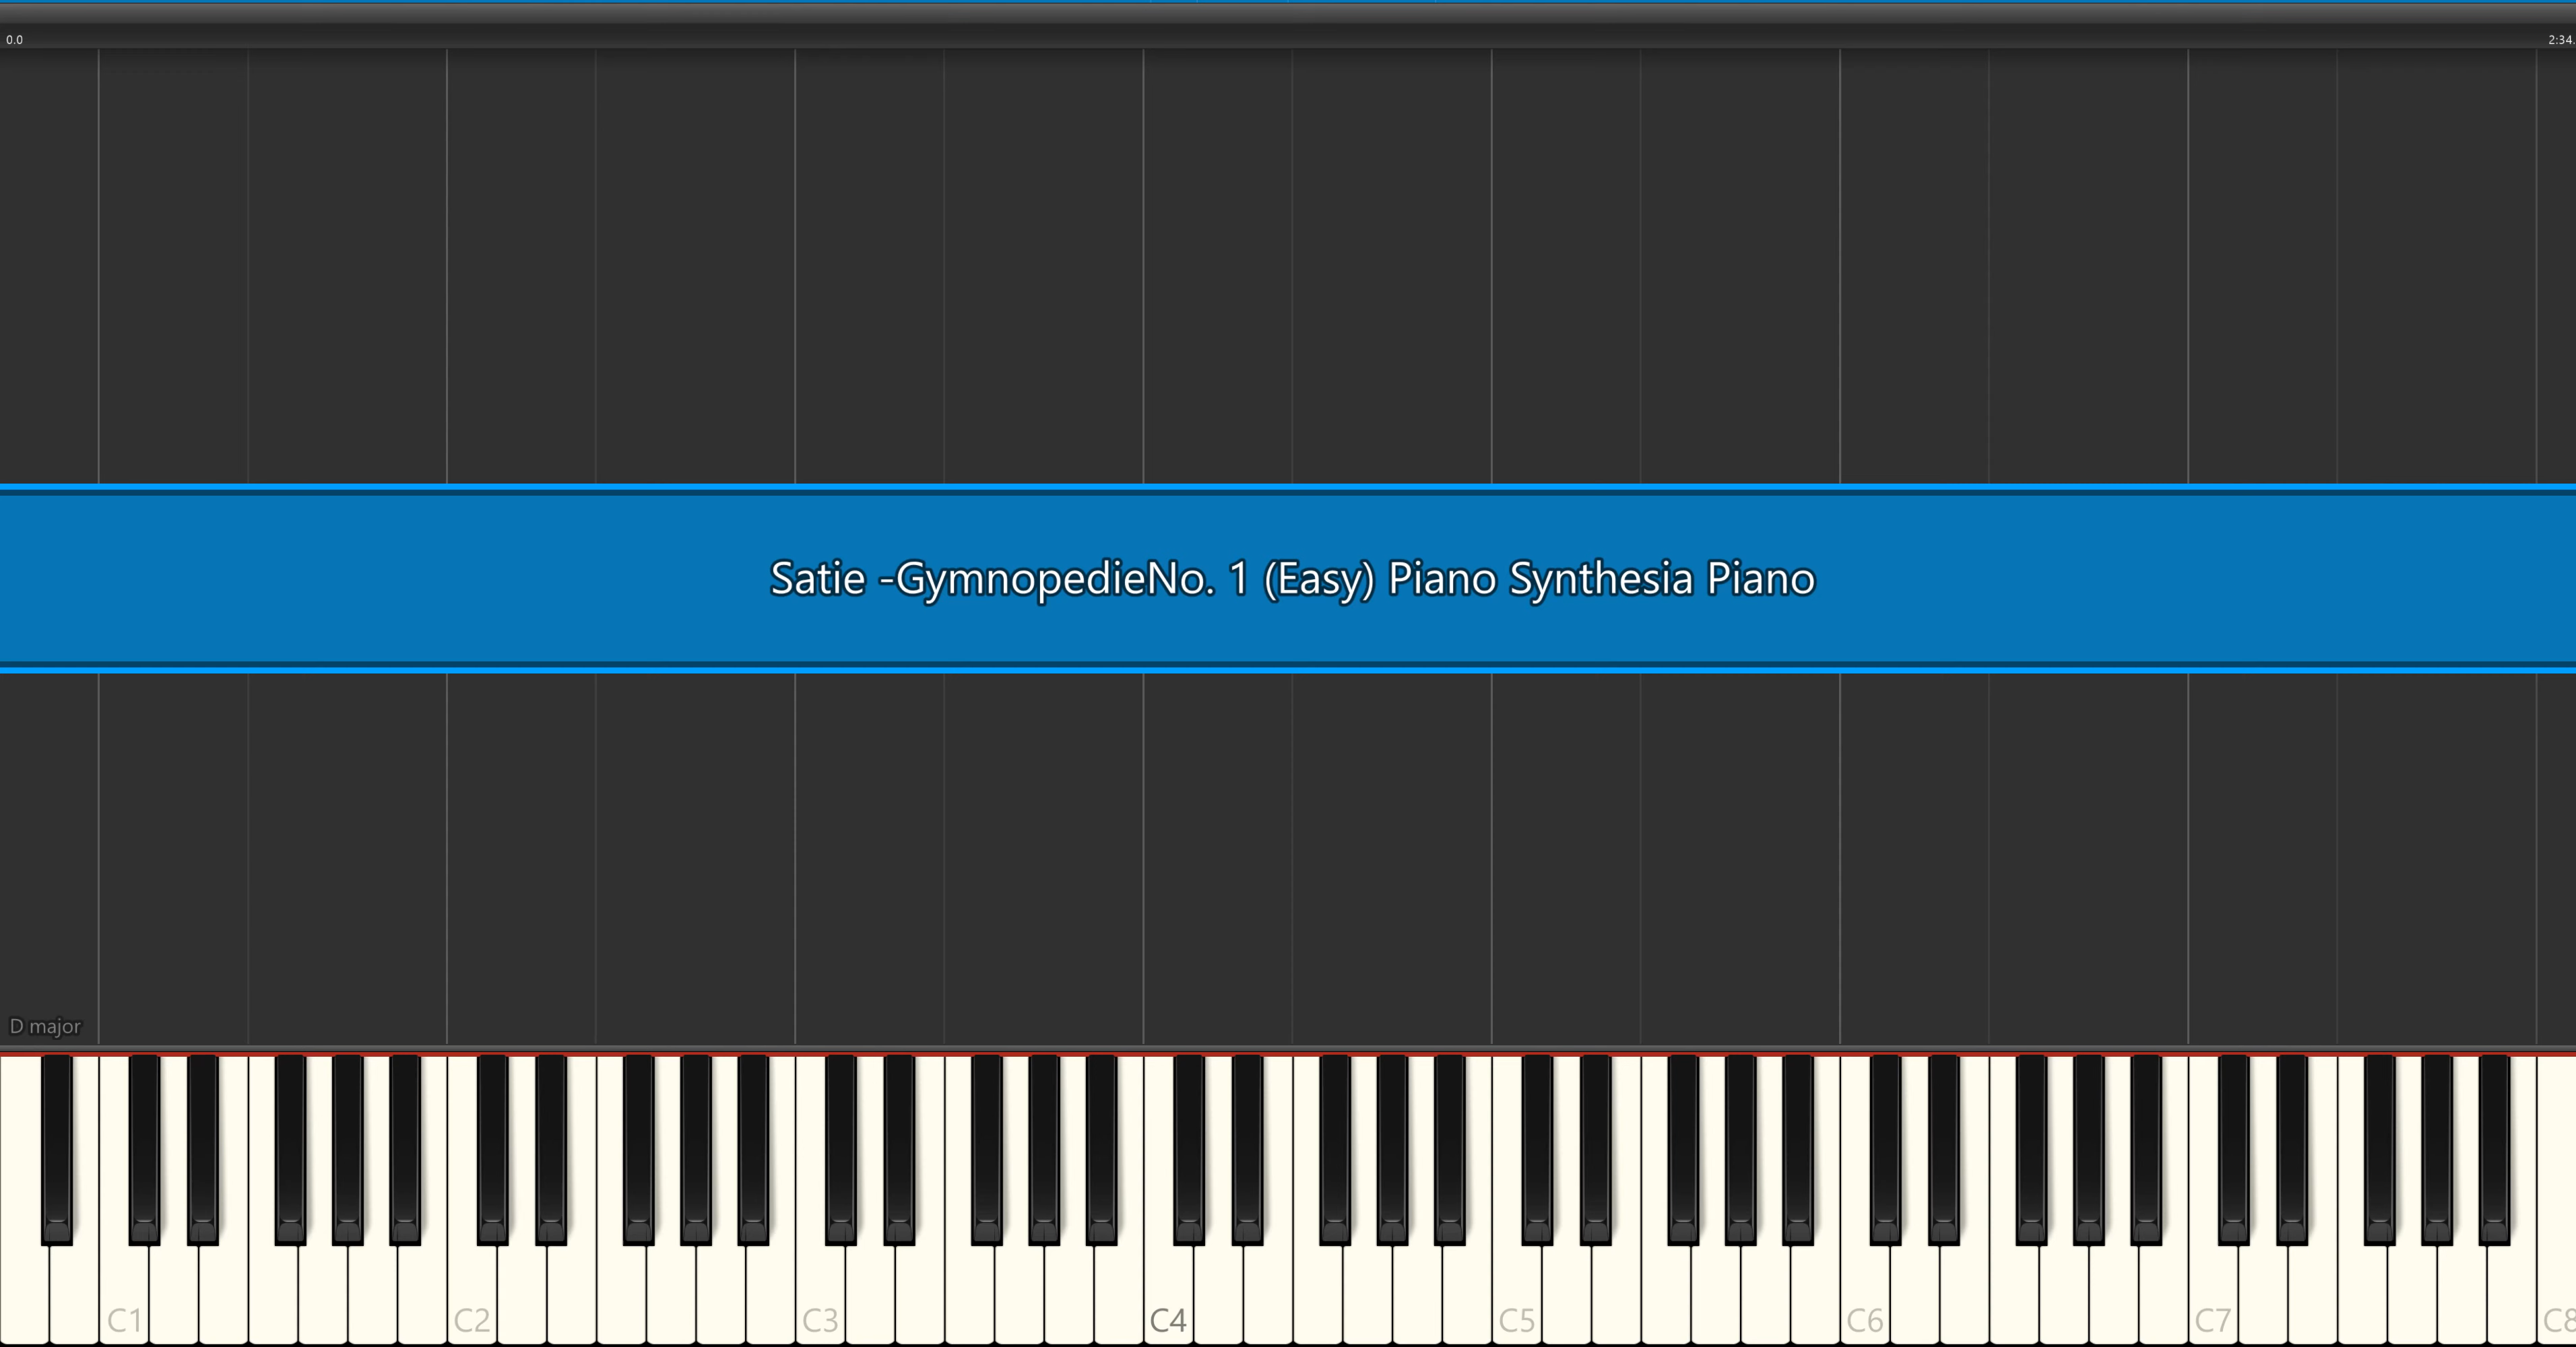 0.0
2:34.
Satie -GymnopedieNo. 1 (Easy) Piano Synthesia Piano
D major
C1 C2 C3 C4 C5 C6 C7 C8